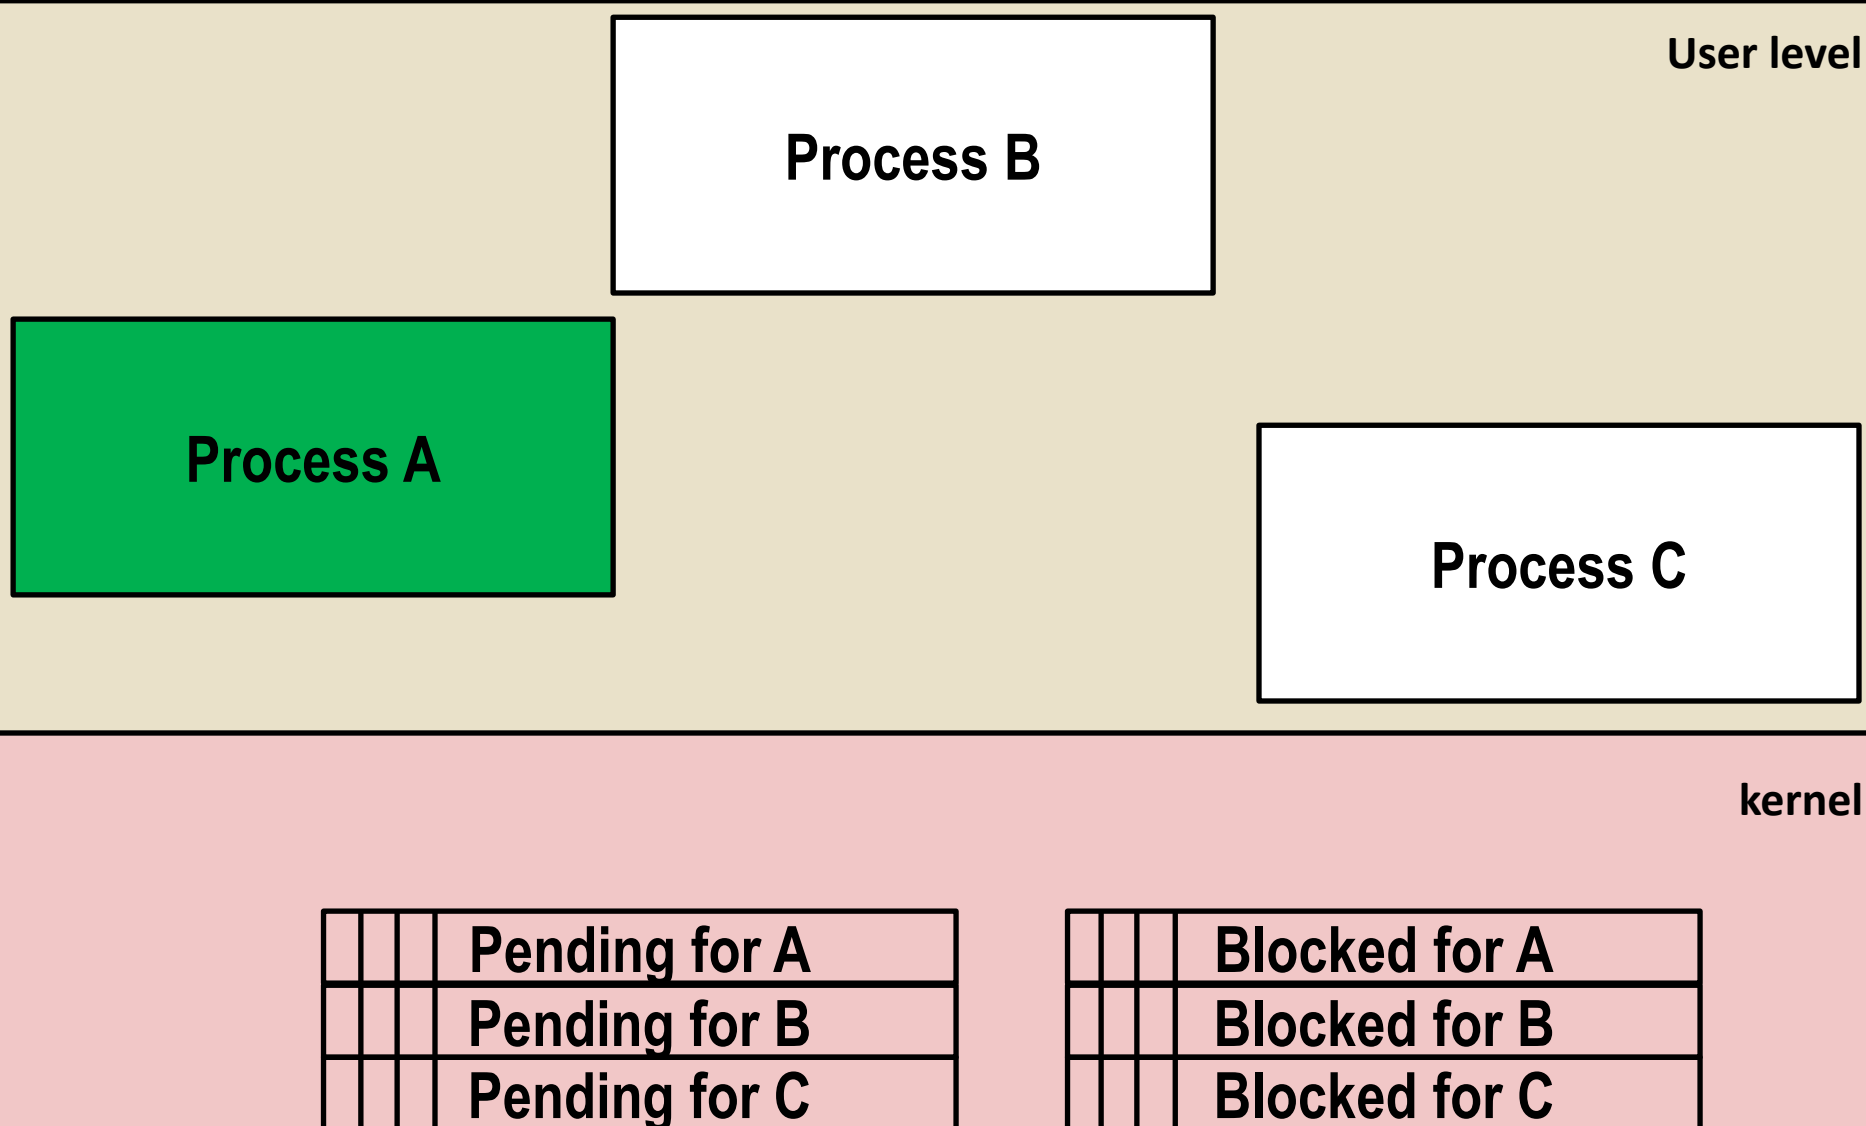 User level
Process B
Process A
Process C
kernel
Pending for A
Blocked for A
Pending for B
Blocked for B
Pending for C
Blocked for C